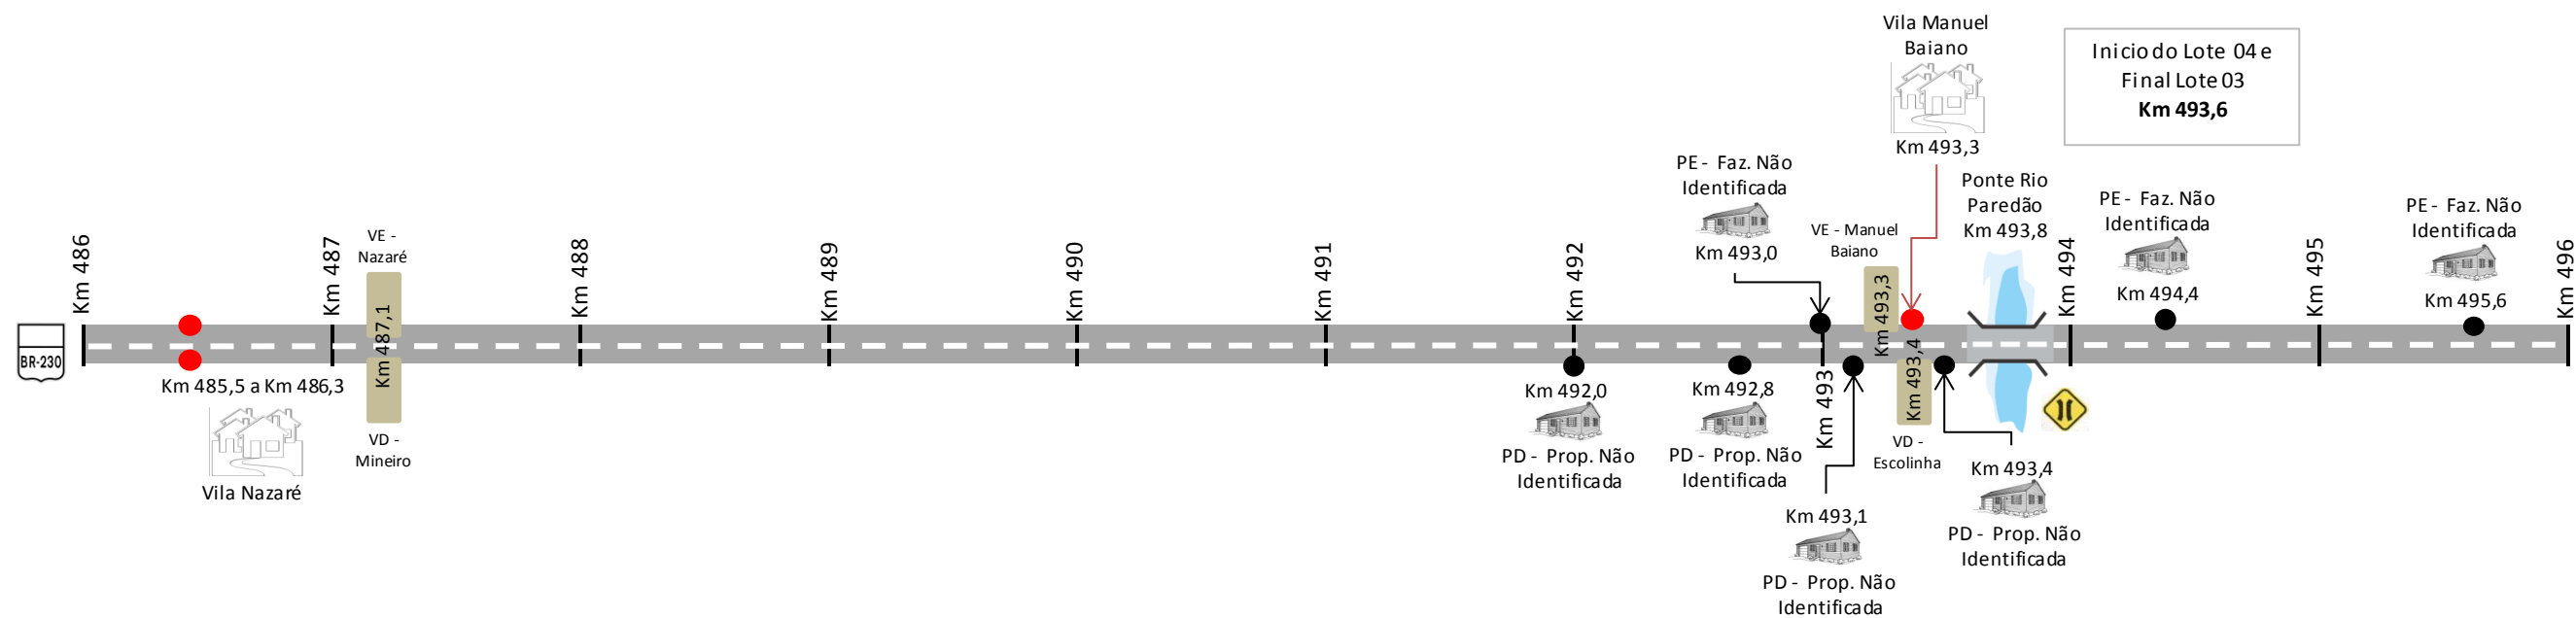 Vila Manuel
Baiano
Km 493,3
Inicio do Lote 04 e
Final Lote 03
Km 493,6
PE - Faz. Não
Identificada
Km 493,0
VE - Manuel
Baiano
Km 493,3
Ponte Rio
Paredão
Km 493,8
PE - Faz. Não
Identificada
Km 494,4
PE - Faz. Não
Identificada
Km 495,6
VE -
Nazaré
Km 487,1
VD -
Mineiro
Km 486
Km 487
Km 488
Km 489
Km 490
Km 491
Km 492
Km 493
Km 494
Km 495
Km 496
BR-230
Km 485,5 a Km 486,3
Vila Nazaré
Km 492,0
PD - Prop. Não
Identificada
Km 492,8
PD - Prop. Não
Identificada
Km 493,4
VD -
Escolinha
Km 493,1
PD - Prop. Não
Identificada
Km 493,4
PD - Prop. Não
Identificada